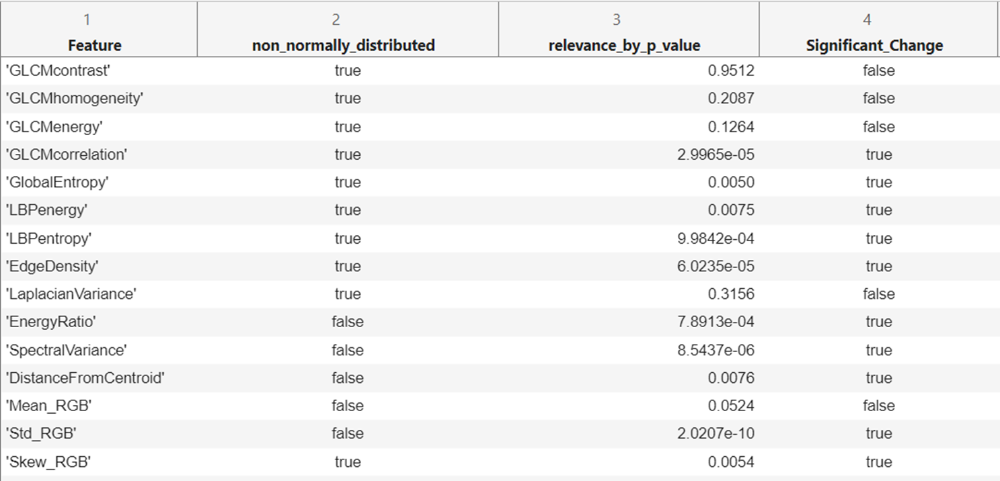 1 2 3 4
Feature non_normally_distributed relevance_by_p_value Significant_Change
'GLCMcontrast' true 0.9512 false
'GLCMhomogeneity' true 0.2087 false
'GLCMenergy' true 0.1264 false
'GLCMcorrelation' true 2.9965e-05 true
'GlobalEntropy' true 0.0050 true
'LBPenergy' true 0.0075 true
'LBPentropy' true 9.9842e-04 true
'EdgeDensity' true 6.0235e-05 true
'LaplacianVariance' true 0.3156 false
'EnergyRatio' false 7.8913e-04 true
'SpectralVariance' false 8.5437e-06 true
'DistanceFromCentroid' false 0.0076 true
'Mean_RGB' false 0.0524 false
'Std_RGB' false 2.0207e-10 true
'Skew_RGB' true 0.0054 true